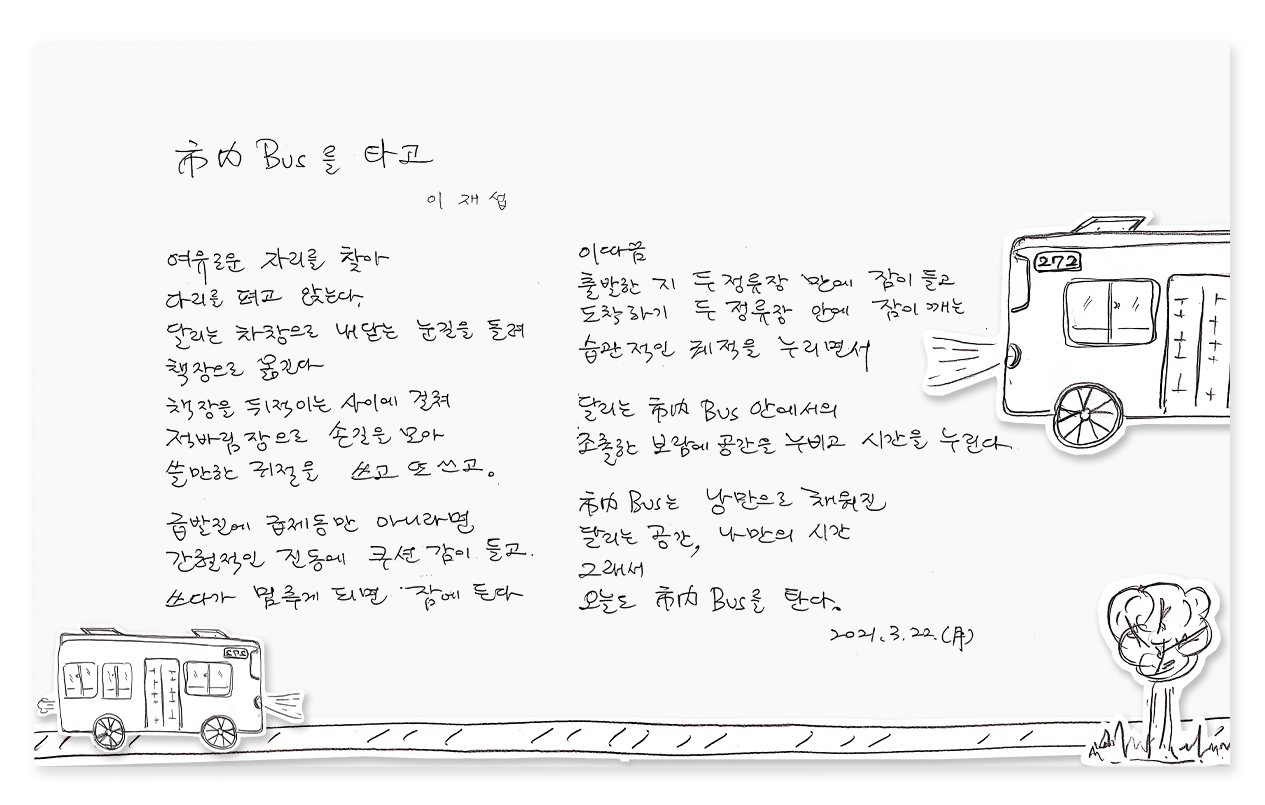 市內 Bus를 타고
이재섭
여유로운 자리를 찾아
다리를 펴고 앉는다.
달리는 차창으로 내닫는 눈길을 돌려
책장으로 옮긴다
책장을 뒤적이는 사이에 걸쳐
적바림장으로 손길을 모아
쓸만한 귀절을 쓰고 또 쓰고.
급발진에 급제동만 아니라면
간헐적인 진동에 쿠션감이 들고.
쓰다가 멈추게 되면 잠에 든다
이따끔
출발한 지 두 정류장 만에 잠이 들고
도착하기 두 정류장 안에 잠이 깨는
습관적인 쾌적을 누리면서
달리는 市內 Bus 안에서의
조촐한 보람에 공간을 누비고 시간을 누린다.
市內 Bus는 낭만으로 채워진
달리는 공간, 나만의 시간
그래서
오늘도 市內 Bus를 탄다.
2021.3.22.(月)
272
272